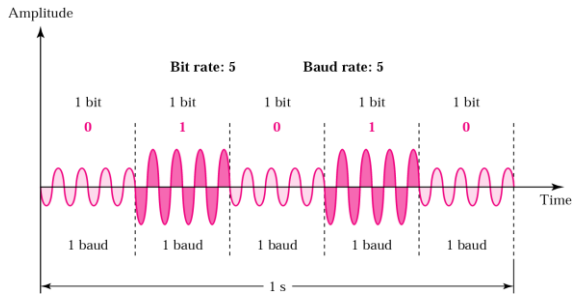 Amplitude
Bit rate: 5 Baud rate: 5
1 bit 1 bit 1 bit 1 bit 1 bit
0 1 0 1 0
Time
1 baud 1 baud 1 baud 1 baud 1 baud
1 s